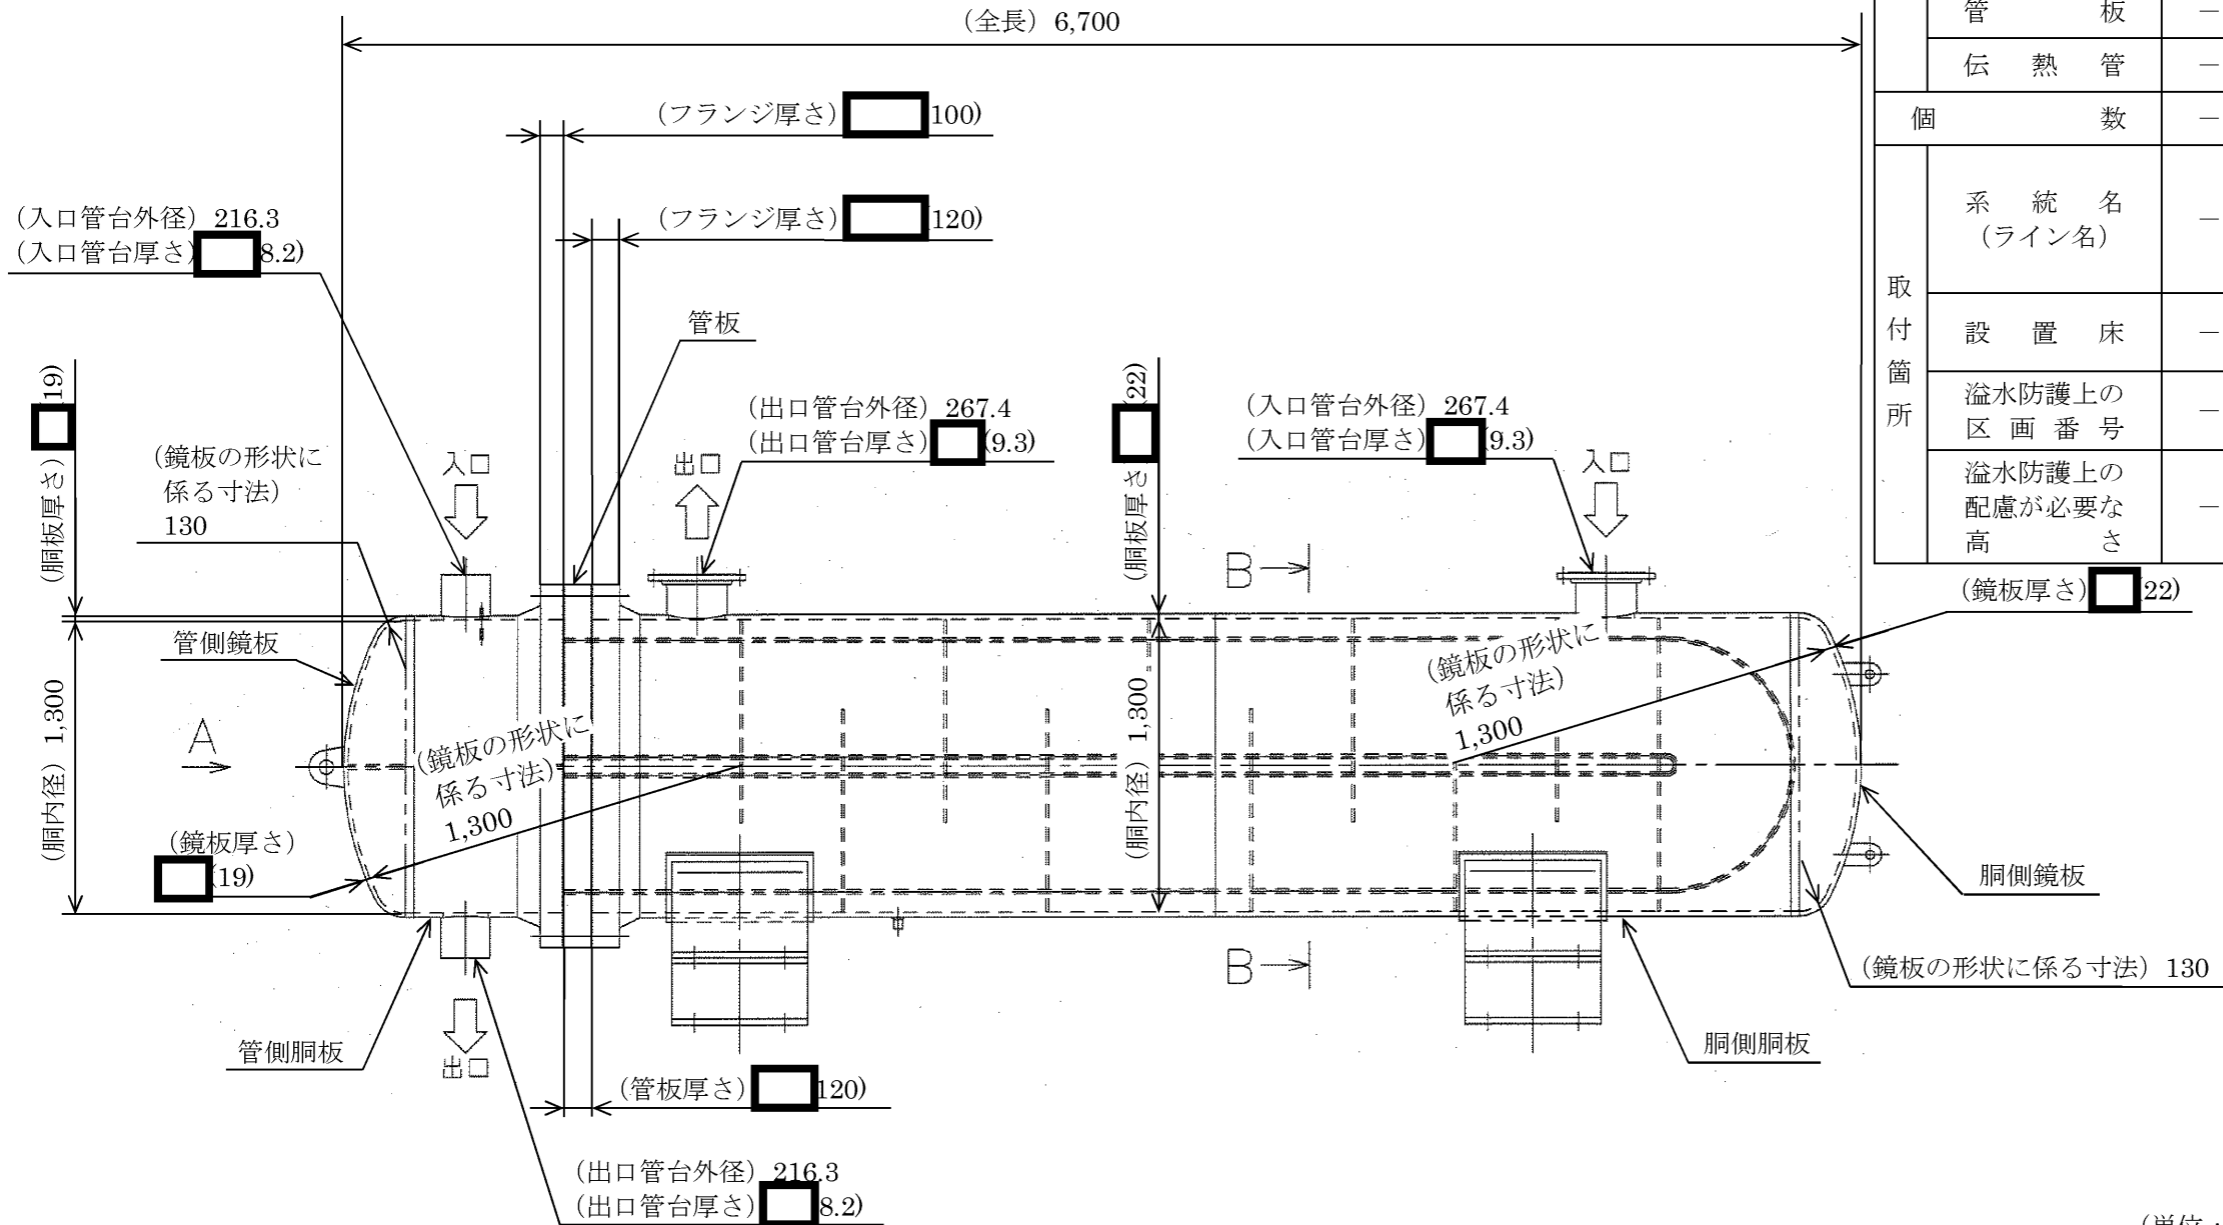 (全長) 6,700
(フランジ厚さ) 100)
(フランジ厚さ) 120)
(入口管台外径) 216.3
(入口管台厚さ) 8.2)
管板
(胴板厚さ) 19)
(鏡板の形状に
係る寸法)
130
入口
出口
(出口管台外径) 267.4
(出口管台厚さ) (9.3)
(胴板厚さ (22)
(入口管台外径) 267.4
(入口管台厚さ) (9.3)
入口
B
(鏡板厚さ) 22)
管側鏡板
(胴内径) 1,300
A
(鏡板の形状に
係る寸法)
1,300
(胴内径) 1,300
(鏡板の形状に
係る寸法)
1,300
(鏡板厚さ)
(19)
胴側鏡板
B
(鏡板の形状に係る寸法) 130
管側胴板
出口
胴側胴板
(管板厚さ) 120)
(出口管台外径) 216.3
(出口管台厚さ) 8.2)
管板 －
伝熱管 －
個数 －
取付箇所
系統名
(ライン名) －
設置床 －
溢水防護上の
区画番号 －
溢水防護上の
配慮が必要な
高さ －